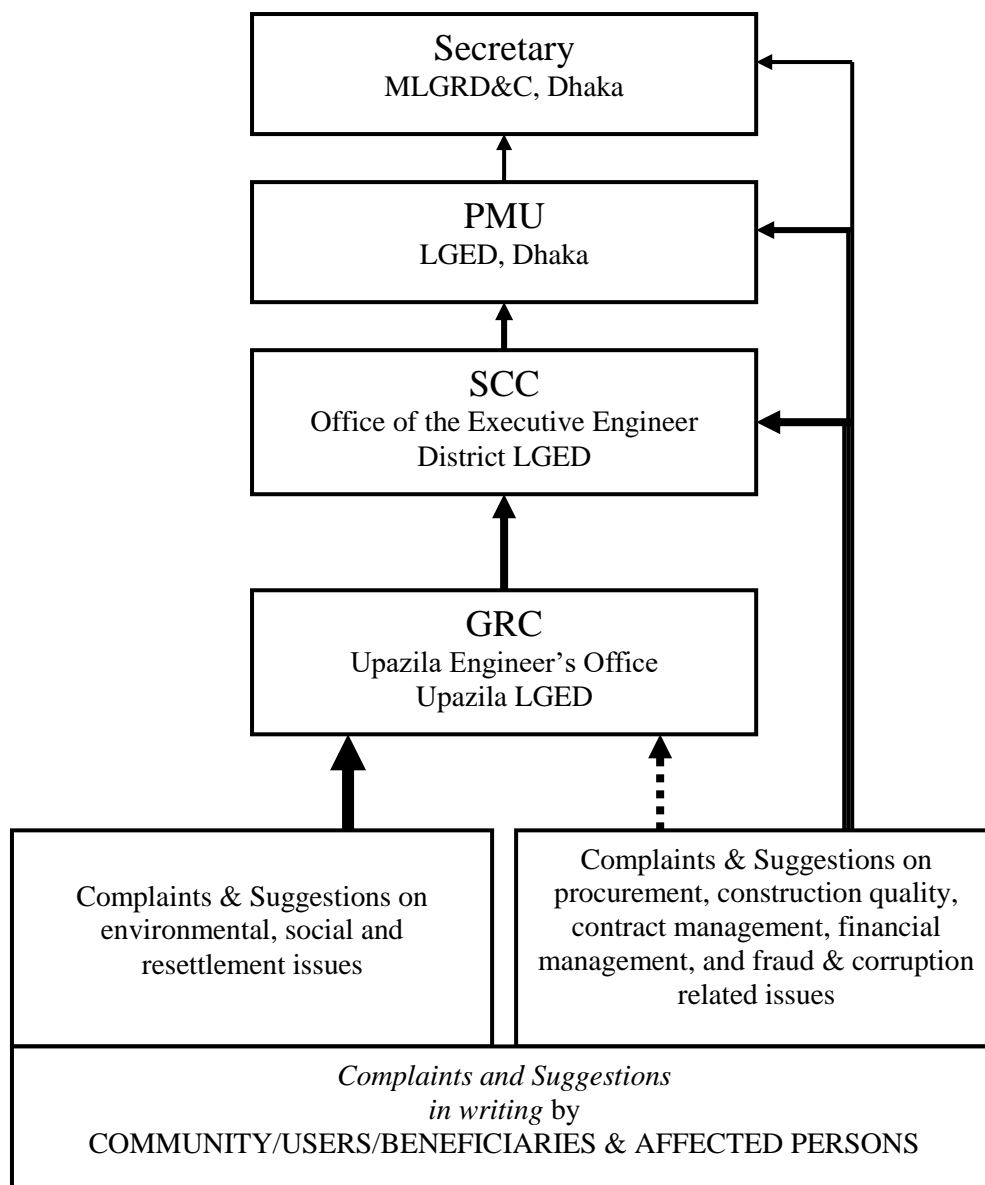 Secretary
MLGRD&C, Dhaka
PMU
LGED, Dhaka
SCC
Office of the Executive Engineer
District LGED
GRC
Upazila Engineer’s Office
Upazila LGED
Complaints & Suggestions on
environmental, social and
resettlement issues
Complaints & Suggestions on
procurement, construction quality,
contract management, financial
management, and fraud & corruption
related issues
Complaints and Suggestions
in writing by
COMMUNITY/USERS/BENEFICIARIES & AFFECTED PERSONS